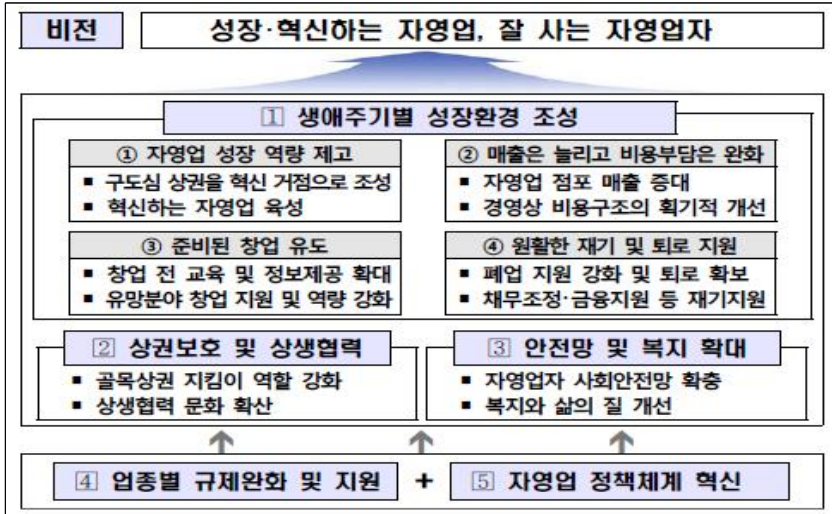 비전
성장·혁신하는 자영업, 잘 사는 자영업자
1 생애주기별 성장환경 조성
① 자영업 성장 역량 제고
▪ 구도심 상권을 혁신 거점으로 조성
▪ 혁신하는 자영업 육성
② 매출은 늘리고 비용부담은 완화
▪ 자영업 점포 매출 증대
▪ 경영상 비용구조의 획기적 개선
③ 준비된 창업 유도
▪ 창업 전 교육 및 정보제공 확대
▪ 유망분야 창업 지원 및 역량 강화
④ 원활한 재기 및 퇴로 지원
▪ 폐업 지원 강화 및 퇴로 확보
▪ 채무조정·금융지원 등 재기지원
2 상권보호 및 상생협력
▪ 골목상권 지킴이 역할 강화
▪ 상생협력 문화 확산
3 안전망 및 복지 확대
▪ 자영업자 사회안전망 확충
▪ 복지와 삶의 질 개선
4 업종별 규제완화 및 지원 + 5 자영업 정책체계 혁신